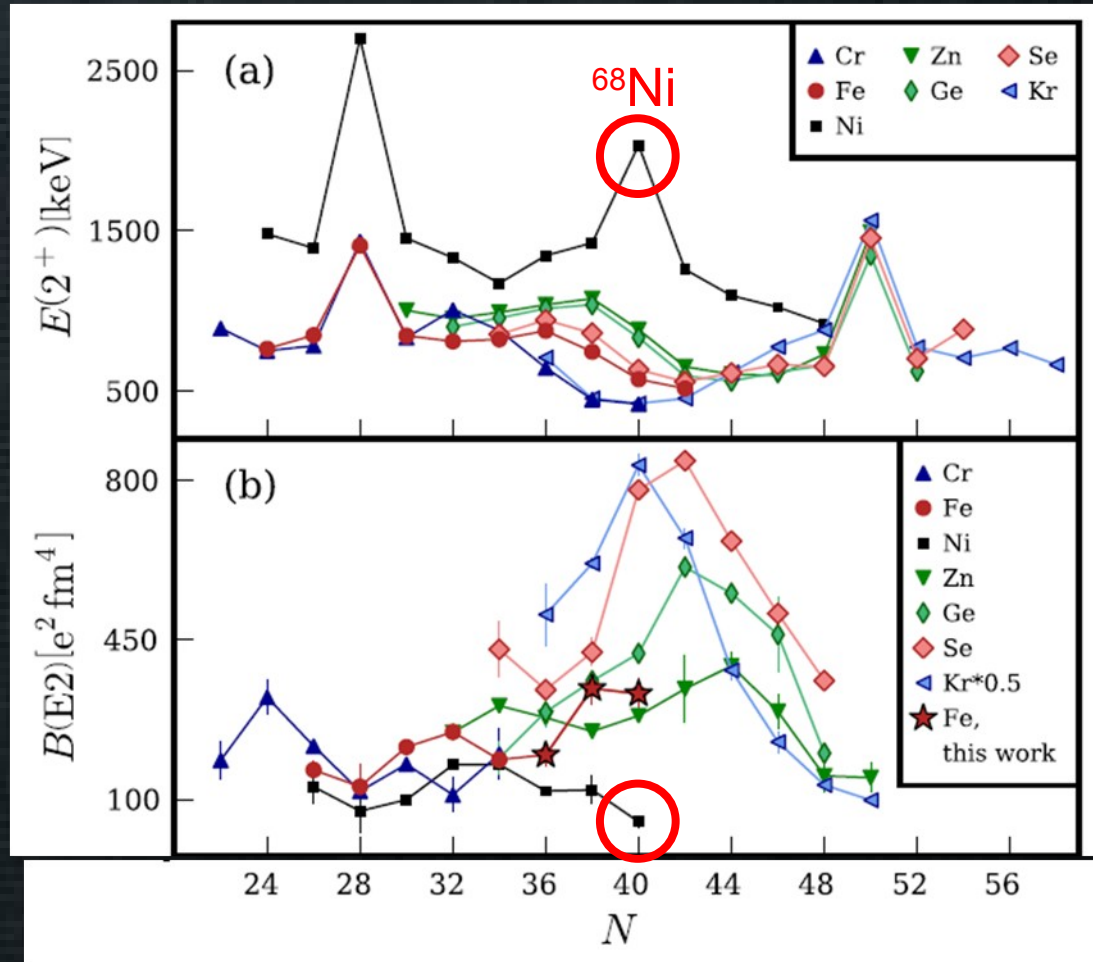 (a)
⁶⁸Ni
Cr Zn Se
Fe Ge Kr
Ni
2500
1500
500
E(2⁺)[keV]
(b)
Cr
Fe
Ni
Zn
Ge
Se
Kr*0.5
Fe,
this work
800
450
100
B(E2)[e² fm⁴]
24 28 32 36 40 44 48 52 56
N